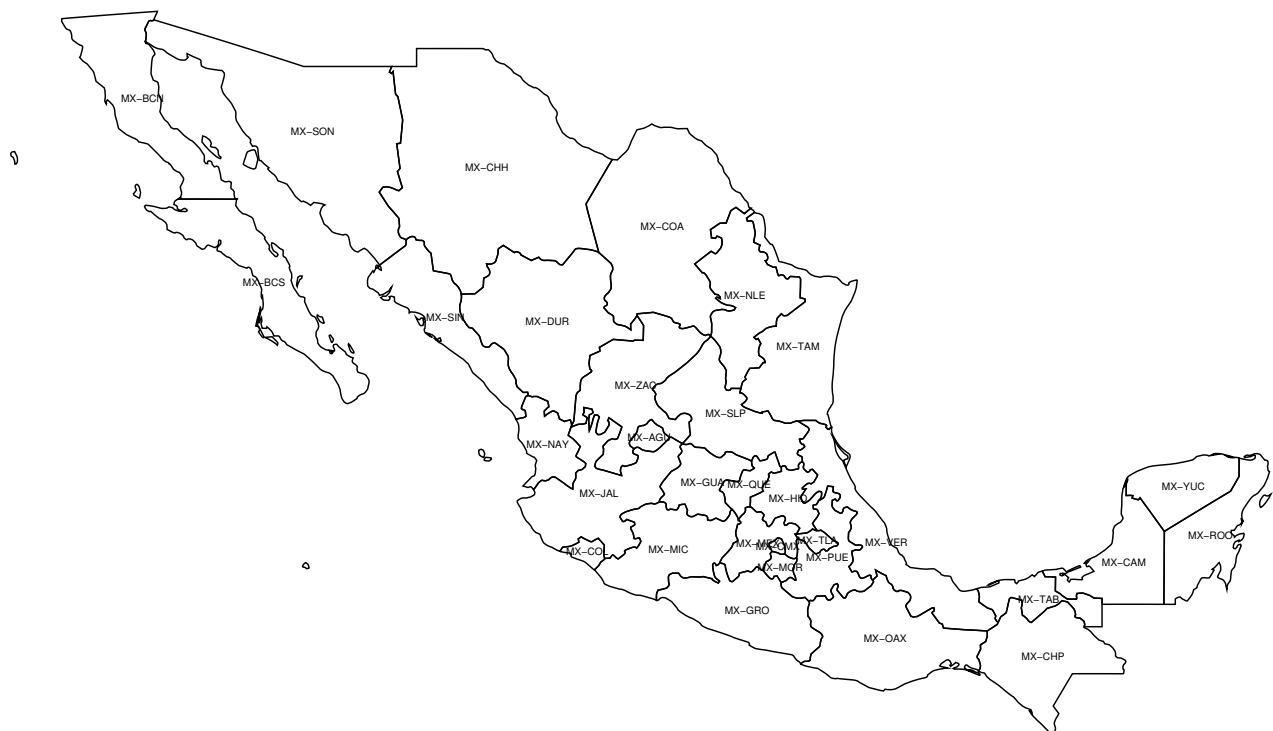 MX−BCN
MX−SON
MX−CHH
MX−COA
MX−BCS
MX−NLE
MX−SIN
MX−DUR
MX−TAM
MX−ZAC
MX−SLP
MX−AGU
MX−NAY
MX−GUA
MX−QUE
MX−YUC
MX−JAL
MX−HID
MX−ROO
MX−MEX
MX−CMX
MX−TLA
MX−VER
MX−COL
MX−MIC
MX−PUE
MX−CAM
MX−MOR
MX−TAB
MX−GRO
MX−OAX
MX−CHP